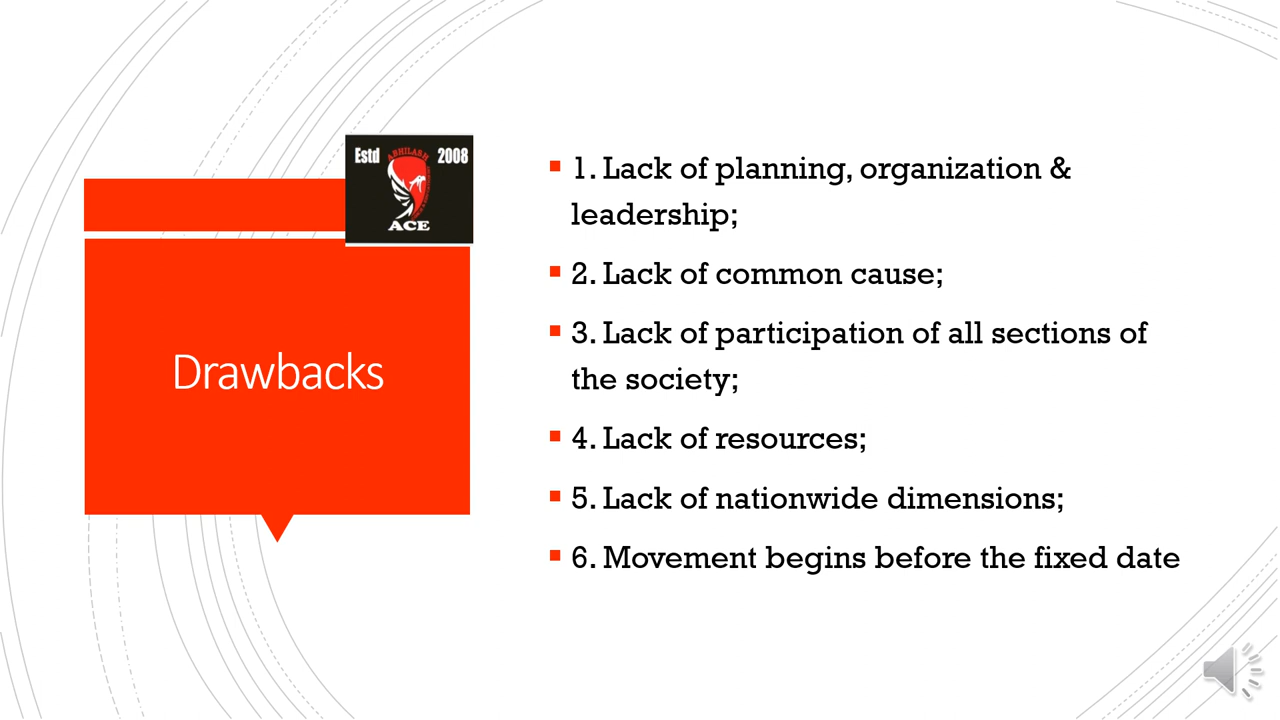 Estd 2008
ABHILASH
ACE
Drawbacks
1. Lack of planning, organization &
leadership;
2. Lack of common cause;
3. Lack of participation of all sections of
the society;
4. Lack of resources;
5. Lack of nationwide dimensions;
6. Movement begins before the fixed date